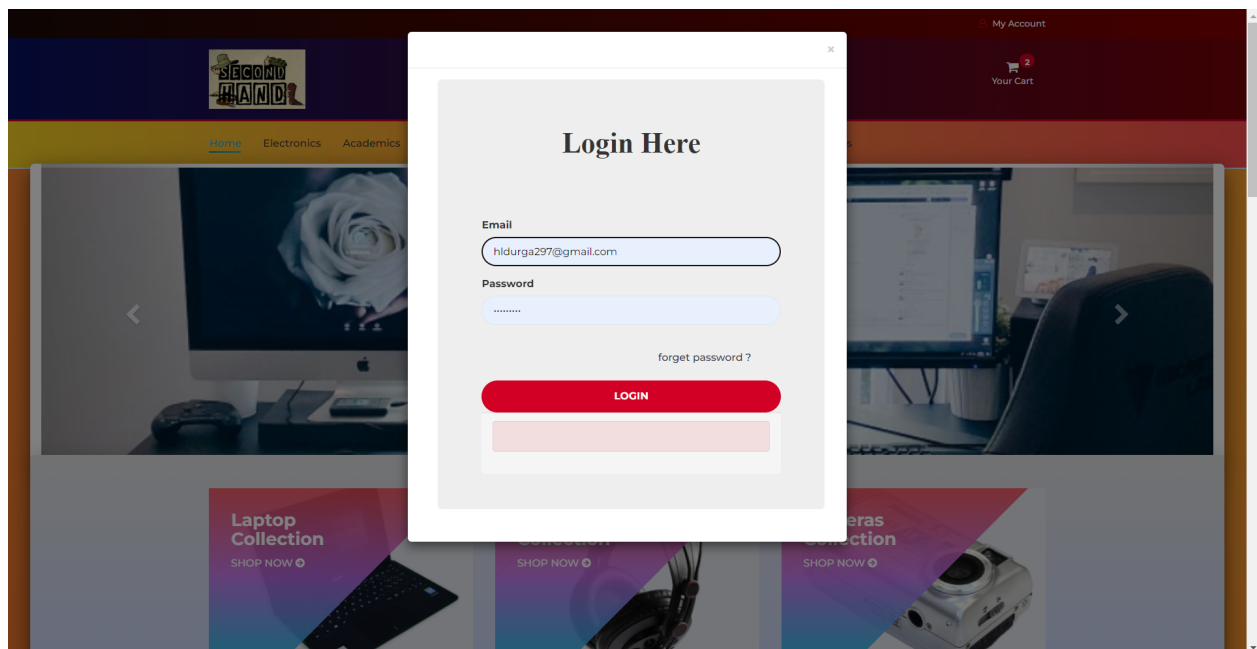 My Account
×
SECOND
HAND
2
Your Cart
Home Electronics Academics
s
Login Here
Email
hldurga297@gmail.com
Password
·········
forget password ?
LOGIN
Laptop
Collection
SHOP NOW
Collection
SHOP NOW
eras
ection
SHOP NOW